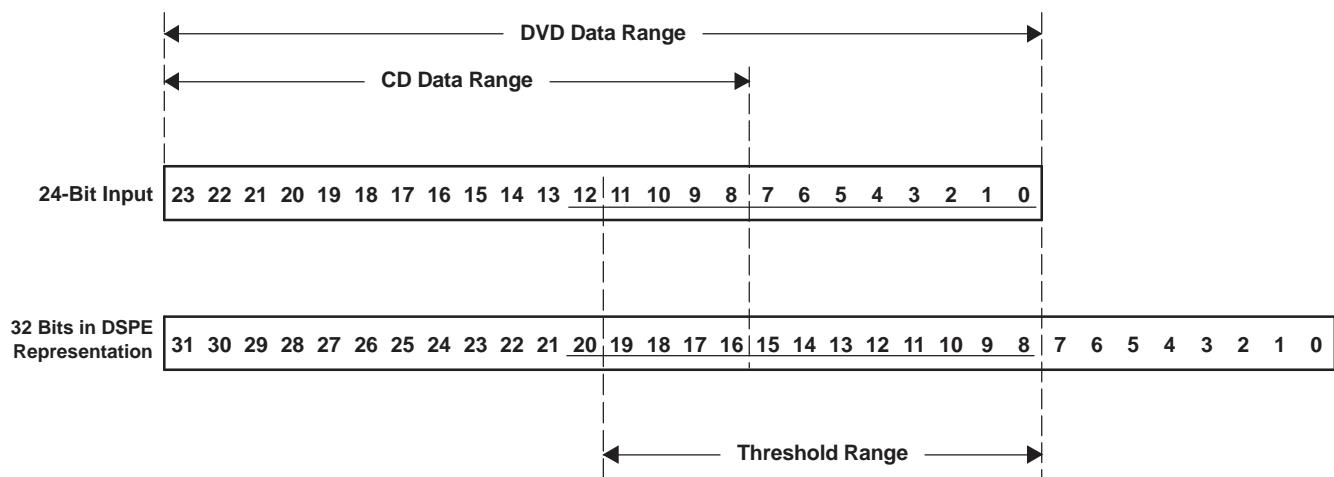 DVD Data Range
CD Data Range
24-Bit Input 23 22 21 20 19 18 17 16 15 14 13 12 11 10 9 8 7 6 5 4 3 2 1 0
32 Bits in DSPE
Representation
31 30 29 28 27 26 25 24 23 22 21 20 19 18 17 16 15 14 13 12 11 10 9 8 7 6 5 4 3 2 1 0
Threshold Range